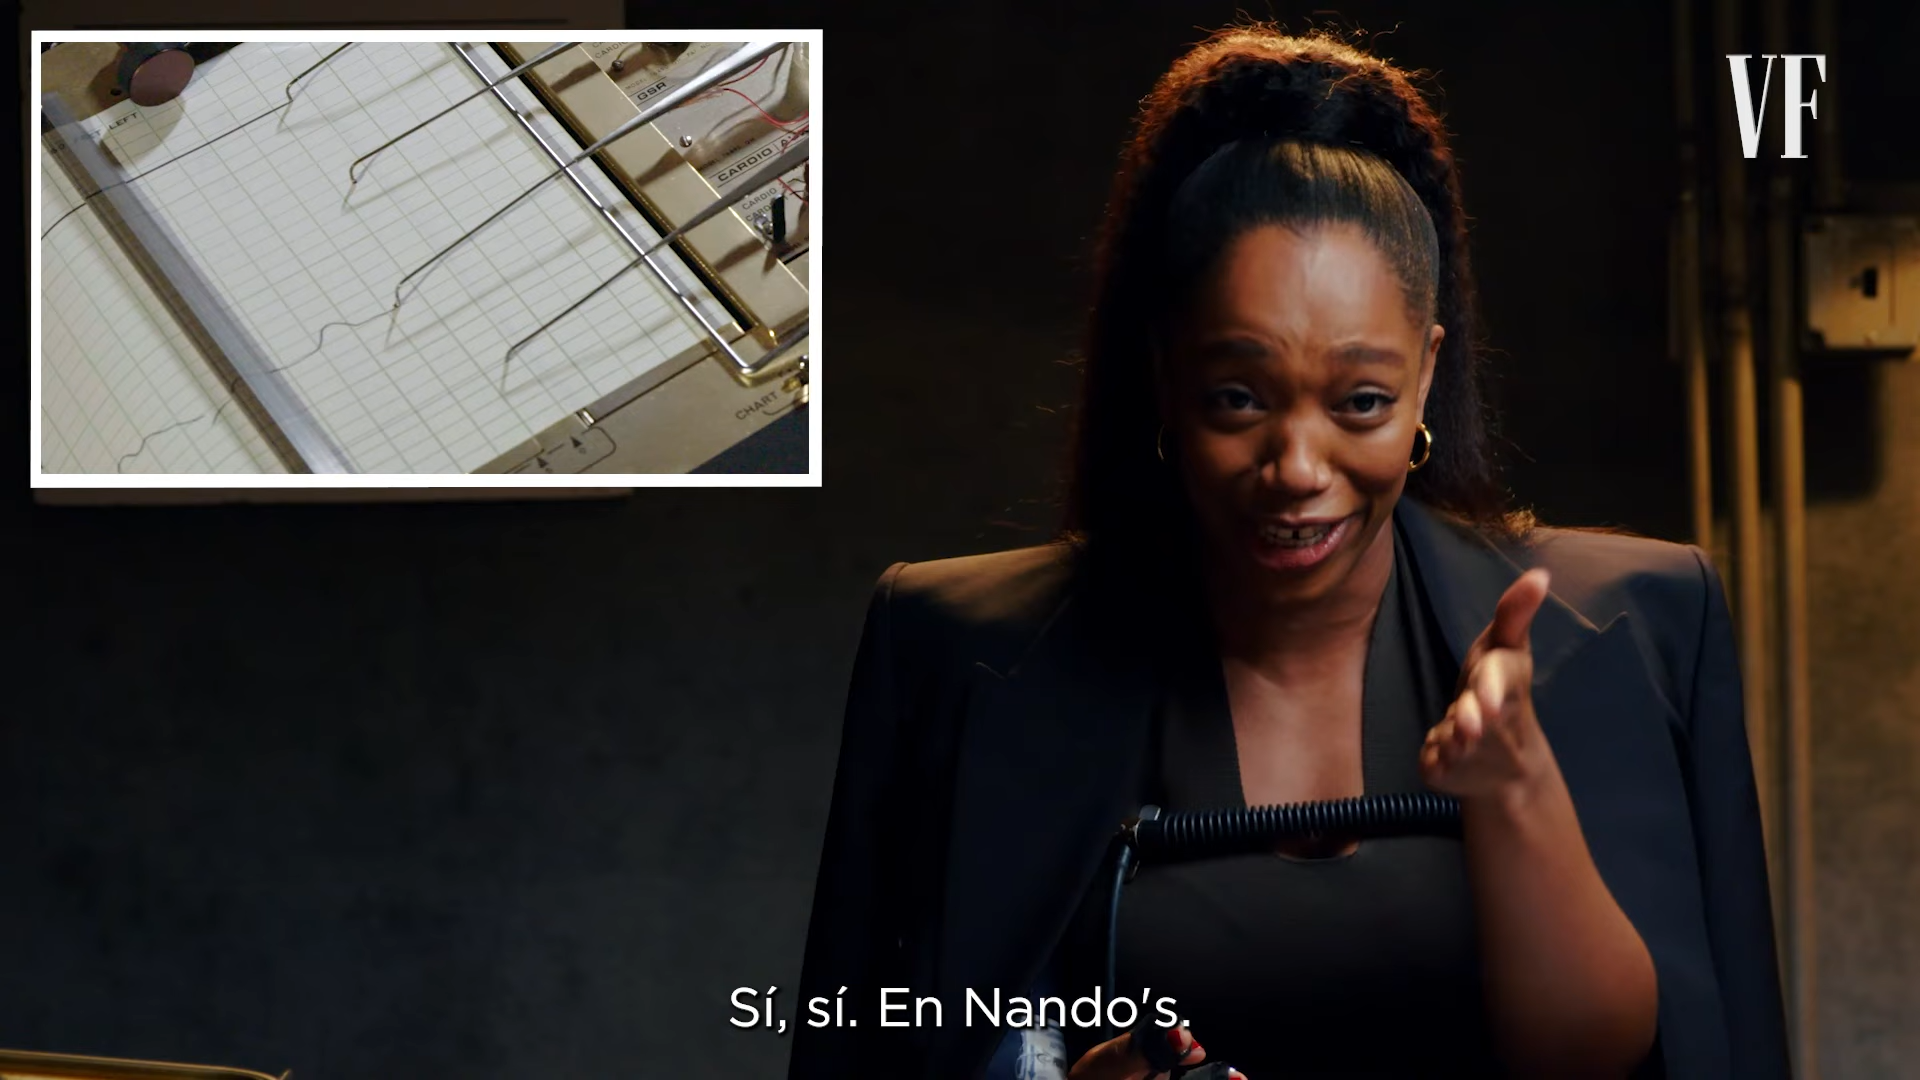 VF
LEFT
GSR
CARDIO
CARDIO
CHART
Sí, sí. En Nando's.